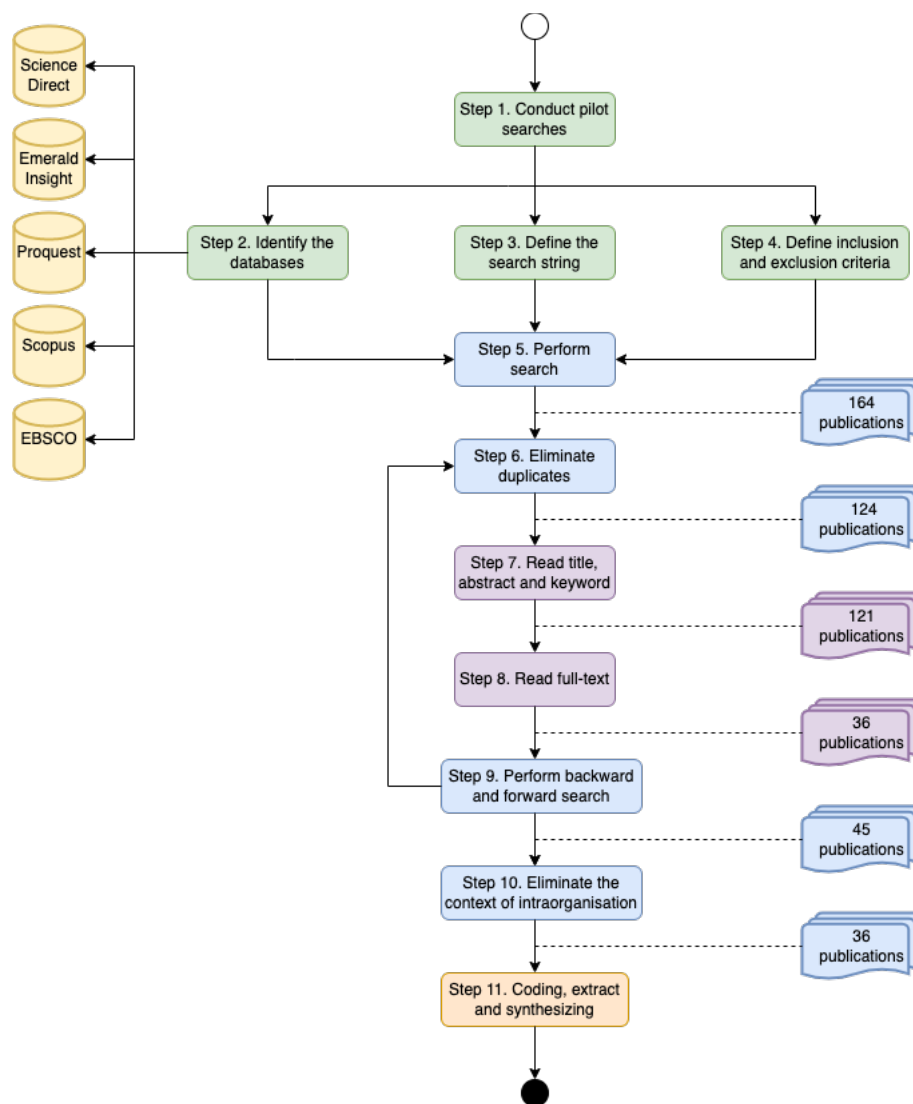 Science
Direct
Emerald
Insight
Proquest
Scopus
EBSCO
Step 1. Conduct pilot
searches
Step 2. Identify the
databases
Step 3. Define the
search string
Step 4. Define inclusion
and exclusion criteria
Step 5. Perform
search
164
publications
Step 6. Eliminate
duplicates
124
publications
Step 7. Read title,
abstract and keyword
121
publications
Step 8. Read full-text
36
publications
Step 9. Perform backward
and forward search
45
publications
Step 10. Eliminate the
context of intraorganisation
36
publications
Step 11. Coding, extract
and synthesizing